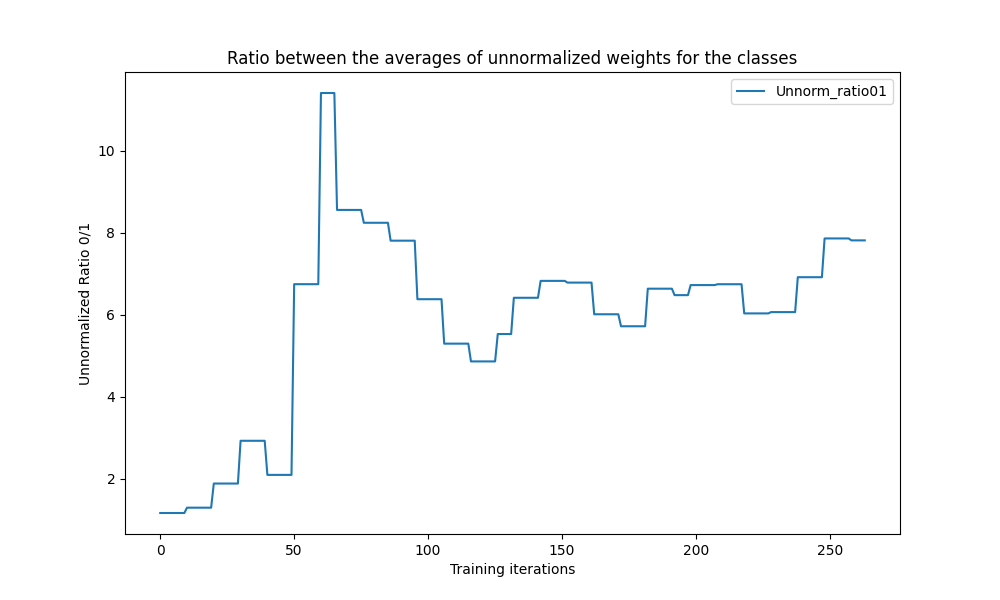 Ratio between the averages of unnormalized weights for the classes
Unnorm_ratio01
Unnormalized Ratio 0/1
10
8
6
4
2
0 50 100 150 200 250
Training iterations